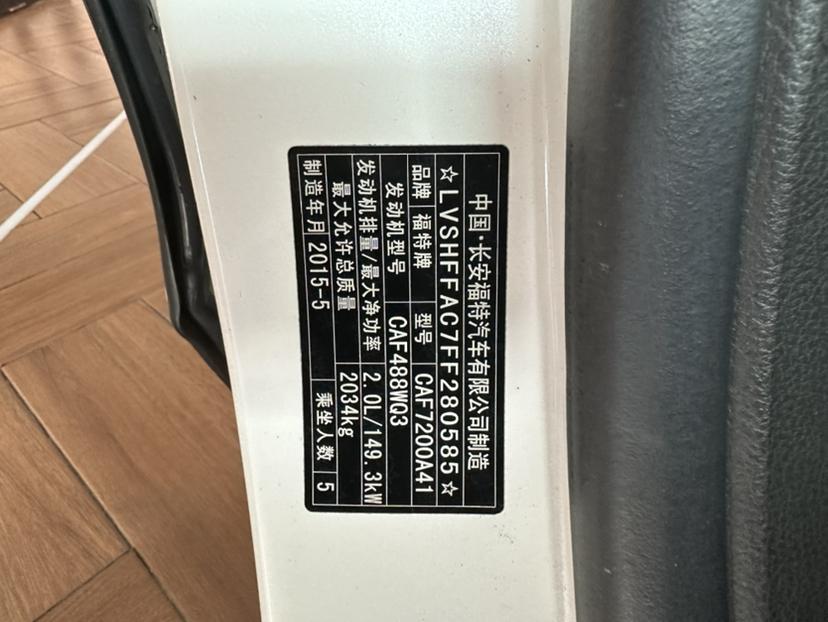 中国·长安福特汽车有限公司制造
☆LVSHFFAC7FF280585☆
品牌 福特牌 型号 CAF7200A41
发动机型号 CAF488WQ3
发动机排量/最大净功率 2.0L/149.3kW
最大允许总质量 2034kg
制造年月 2015-5 乘坐人数 5